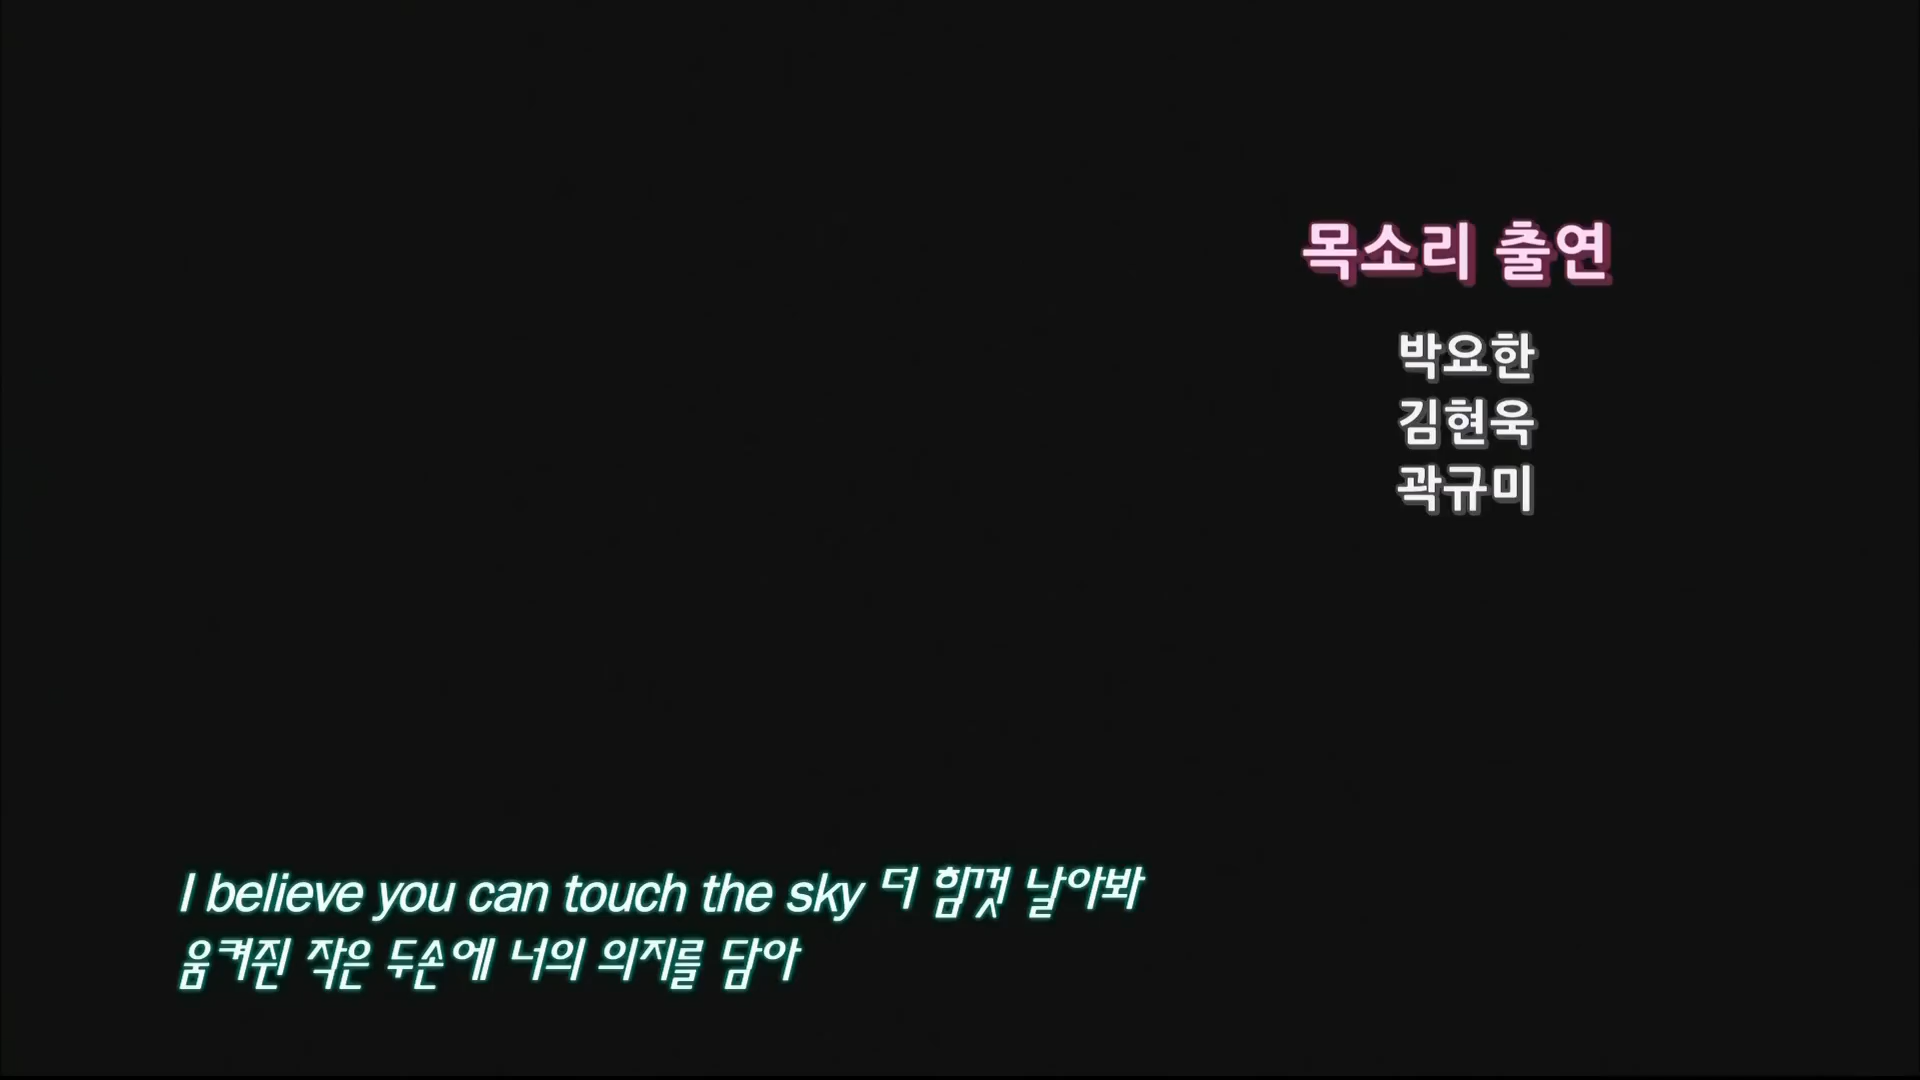 목소리 출연
박요한
김현욱
곽규미
I believe you can touch the sky 더 힘껏 날아봐
움켜쥔 작은 두손에 너의 의지를 담아